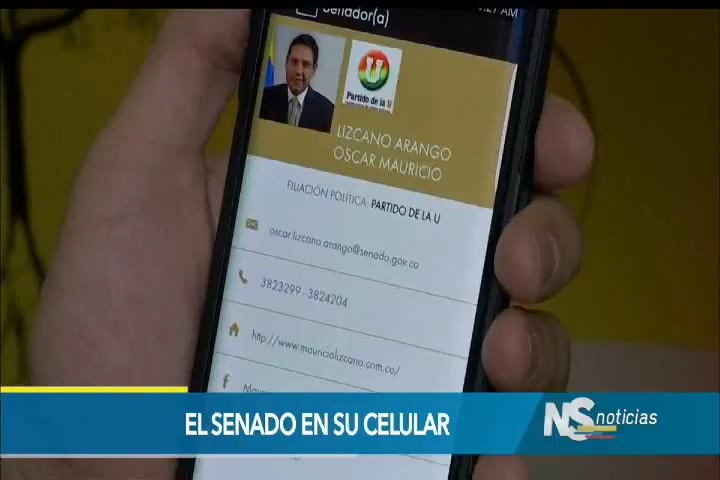 Senador(a)
Partido de la U
LIZCANO ARANGO
OSCAR MAURICIO
FILIACIÓN POLÍTICA: PARTIDO DE LA U
oscar.lizcano.arango@senado.gov.co
3823299 - 3824204
http://www.mauriciolizcano.com.co/
EL SENADO EN SU CELULAR
NS noticias